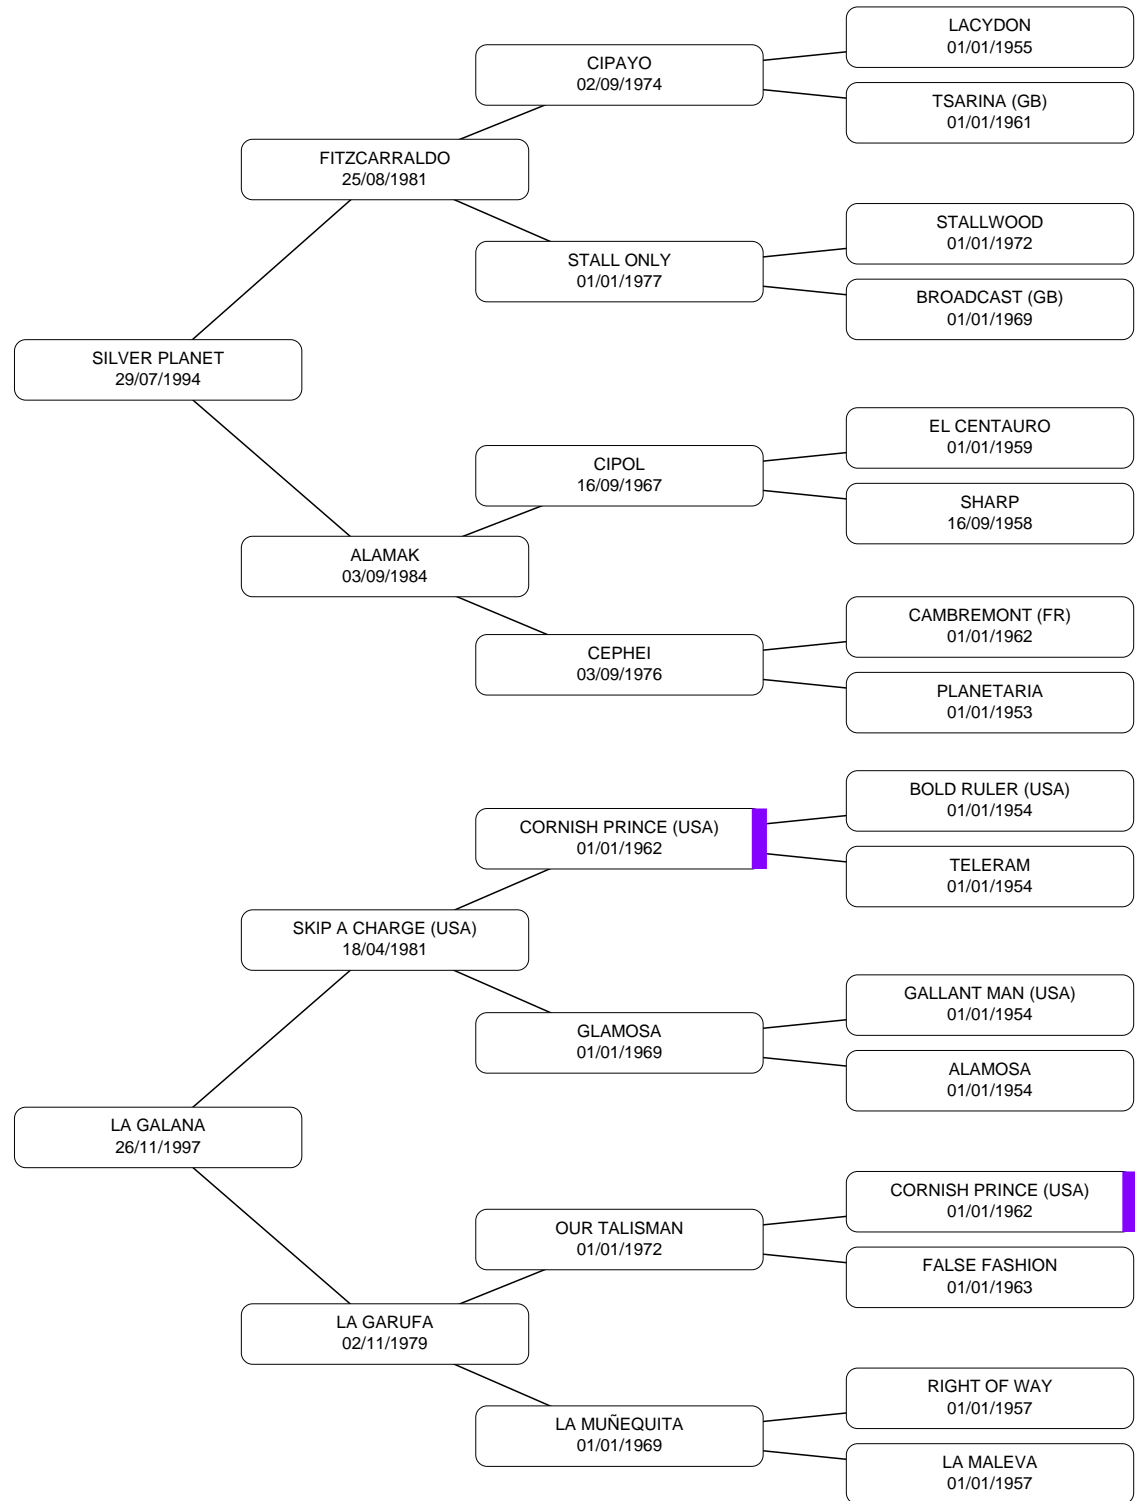 LACYDON
01/01/1955
CIPAYO
02/09/1974
TSARINA (GB)
01/01/1961
FITZCARRALDO
25/08/1981
STALLWOOD
01/01/1972
STALL ONLY
01/01/1977
BROADCAST (GB)
01/01/1969
SILVER PLANET
29/07/1994
EL CENTAURO
01/01/1959
CIPOL
16/09/1967
SHARP
16/09/1958
ALAMAK
03/09/1984
CAMBREMONT (FR)
01/01/1962
CEPHEI
03/09/1976
PLANETARIA
01/01/1953
BOLD RULER (USA)
01/01/1954
CORNISH PRINCE (USA)
01/01/1962
TELERAM
01/01/1954
SKIP A CHARGE (USA)
18/04/1981
GALLANT MAN (USA)
01/01/1954
GLAMOSA
01/01/1969
ALAMOSA
01/01/1954
LA GALANA
26/11/1997
CORNISH PRINCE (USA)
01/01/1962
OUR TALISMAN
01/01/1972
FALSE FASHION
01/01/1963
LA GARUFA
02/11/1979
RIGHT OF WAY
01/01/1957
LA MUÑEQUITA
01/01/1969
LA MALEVA
01/01/1957